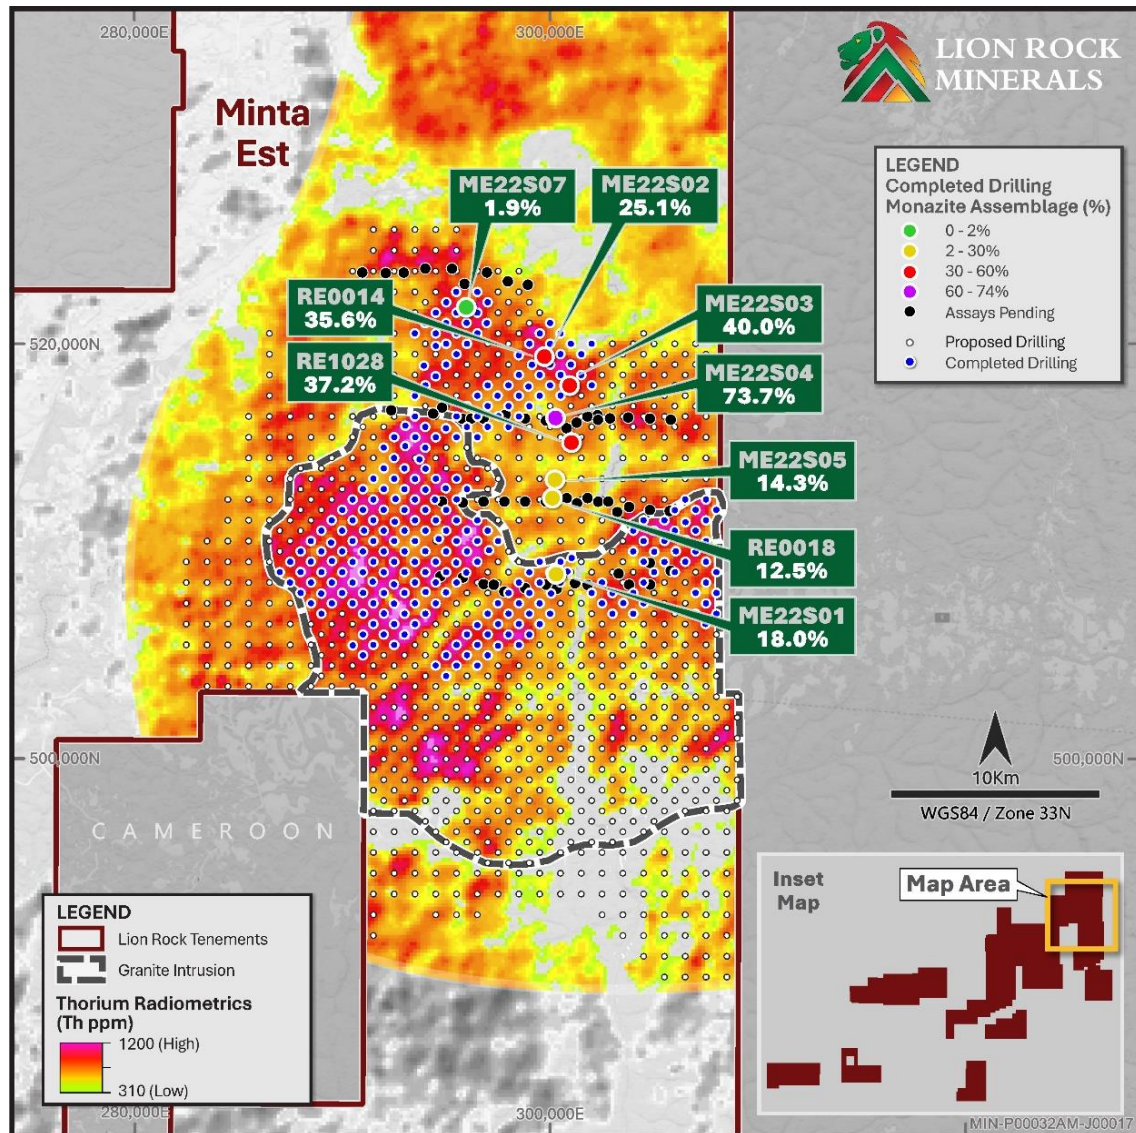 280,000E
300,000E
LION ROCK
MINERALS
Minta
Est
LEGEND
Completed Drilling
Monazite Assemblage (%)
0 - 2%
2 - 30%
30 - 60%
60 - 74%
Assays Pending
Proposed Drilling
Completed Drilling
ME22S07
1.9%
ME22S02
25.1%
RE0014
35.6%
ME22S03
40.0%
520,000N
RE1028
37.2%
ME22S04
73.7%
ME22S05
14.3%
RE0018
12.5%
ME22S01
18.0%
500,000N
500,000N
10Km
WGS84 / Zone 33N
CAMEROON
Inset
Map
Map Area
LEGEND
Lion Rock Tenements
Granite Intrusion
Thorium Radiometrics
(Th ppm)
1200 (High)
310 (Low)
280,000E
300,000E
MIN-P00032AM-J00017